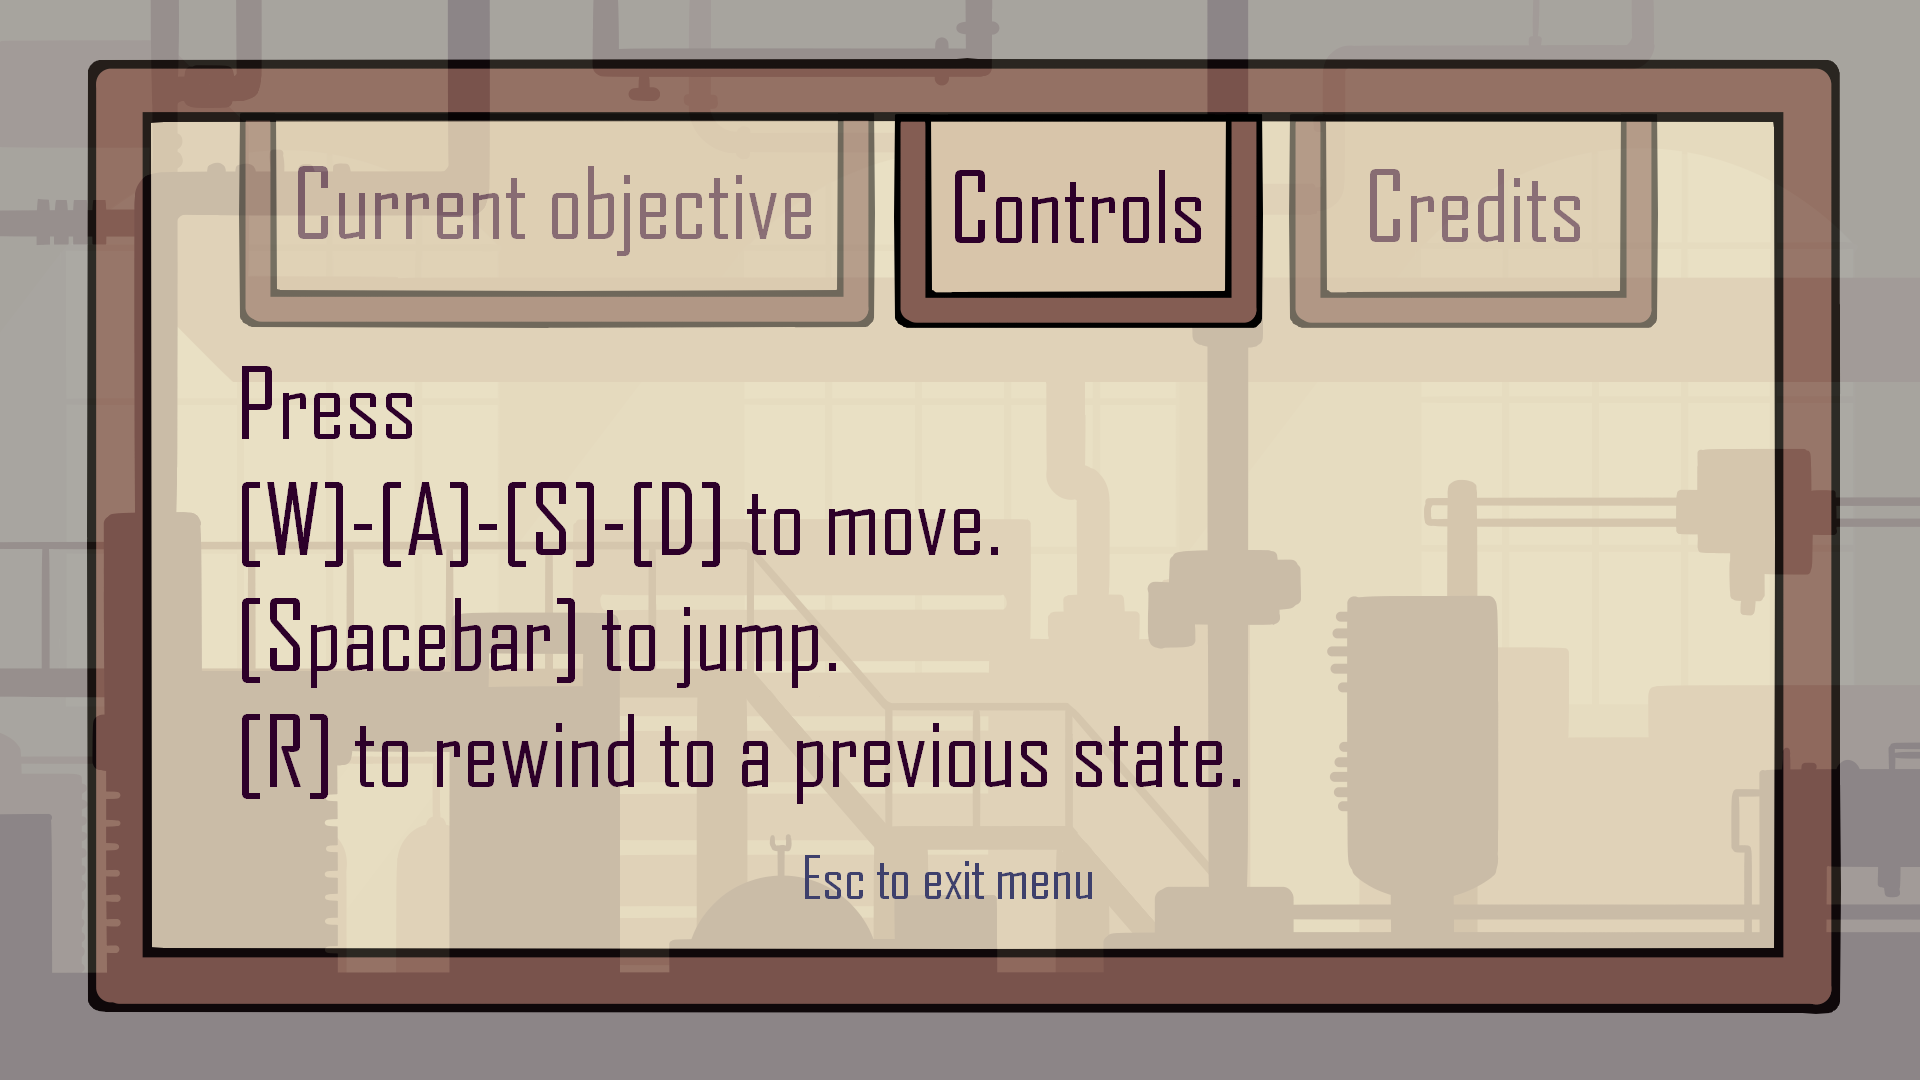 Current objective
Controls
Credits
Press
[W]-[A]-[S]-[D] to move.
[Spacebar] to jump.
[R] to rewind to a previous state.
Esc to exit menu